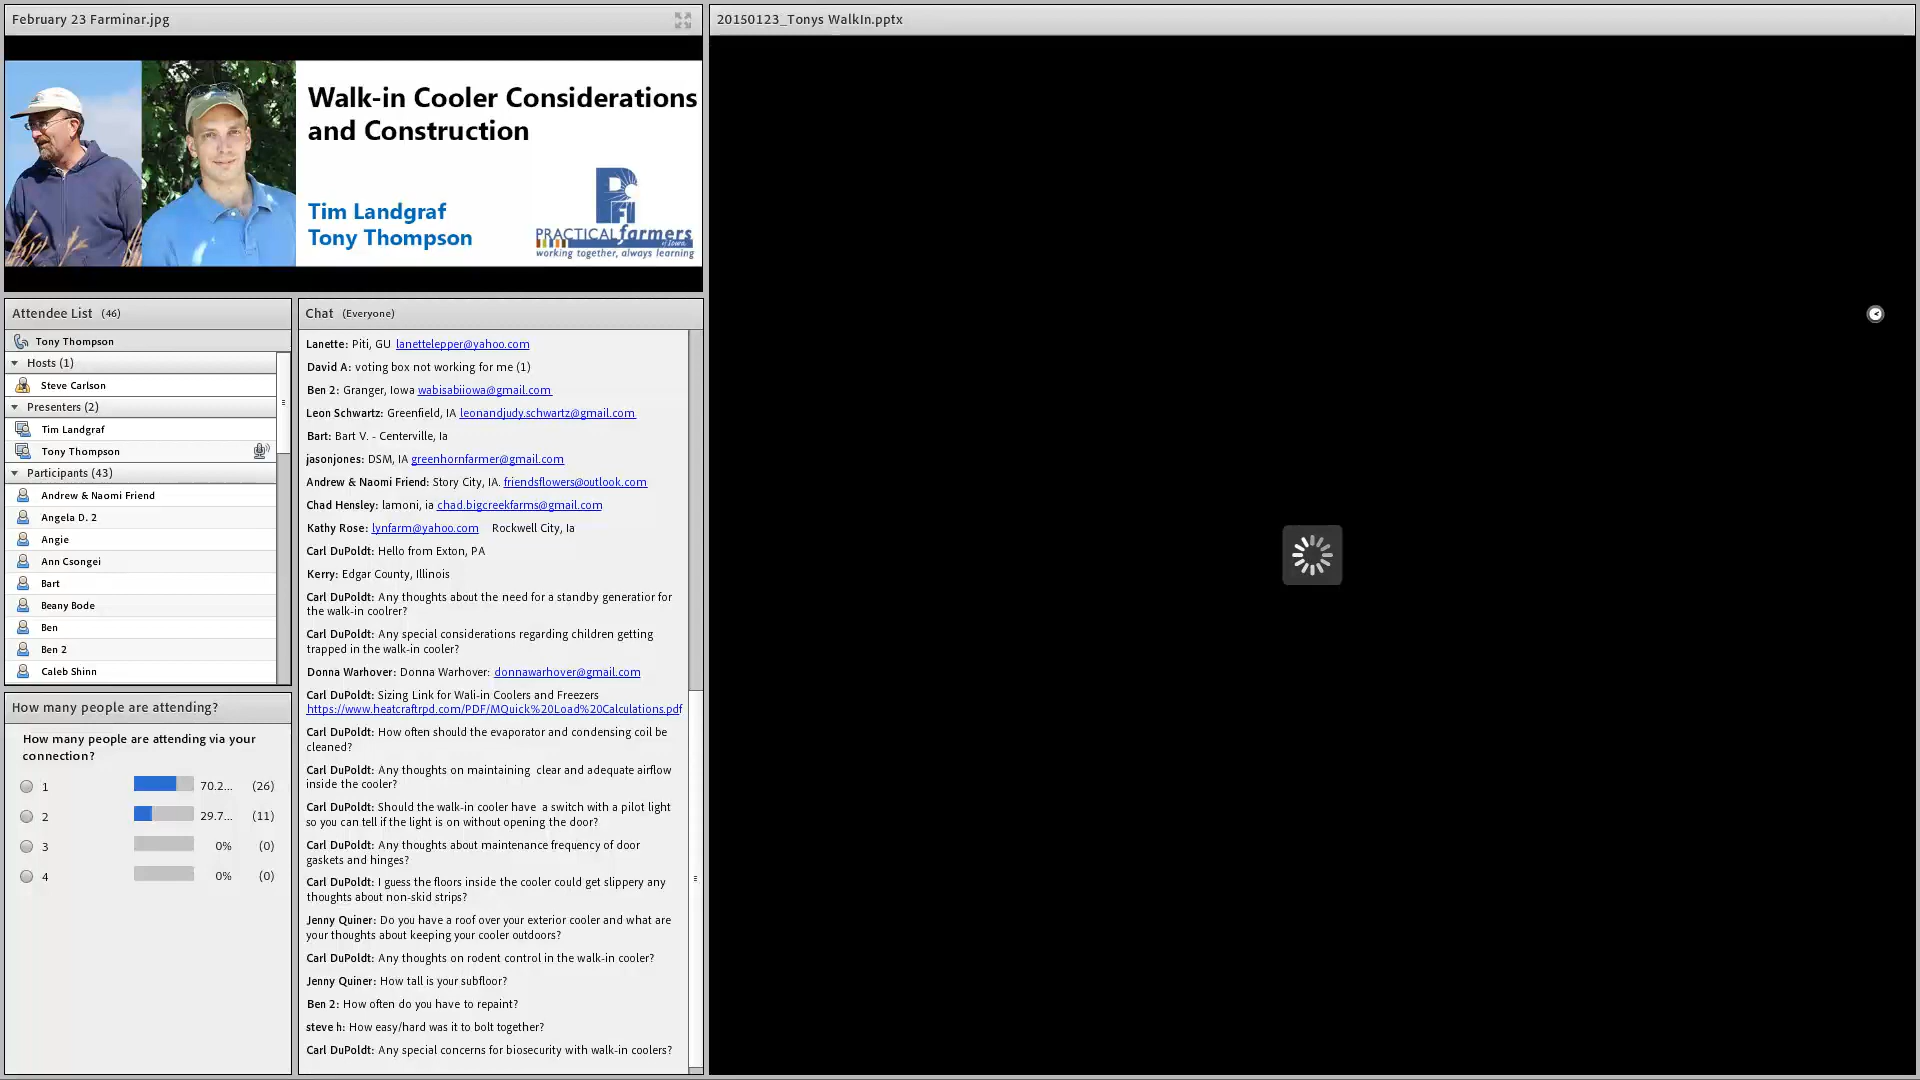 February 23 Farminar.jpg
Walk-in Cooler Considerations
and Construction
Tim Landgraf
Tony Thompson
PFI
PRACTICAL farmers
of Iowa
working together, always learning
Attendee List (46)
Tony Thompson
Hosts (1)
Steve Carlson
Presenters (2)
Tim Landgraf
Tony Thompson
Participants (43)
Andrew & Naomi Friend
Angela D. 2
Angie
Ann Csongei
Bart
Beany Bode
Ben
Ben 2
Caleb Shinn
How many people are attending?
How many people are attending via your
connection?
1 70.2... (26)
2 29.7... (11)
3 0% (0)
4 0% (0)
Chat (Everyone)
Lanette: Piti, GU lanettelepper@yahoo.com
David A: voting box not working for me (1)
Ben 2: Granger, Iowa wabisabiiowa@gmail.com
Leon Schwartz: Greenfield, IA leonandjudy.schwartz@gmail.com
Bart: Bart V. - Centerville, Ia
jasonjones: DSM, IA greenhornfarmer@gmail.com
Andrew & Naomi Friend: Story City, IA. friendsflowers@outlook.com
Chad Hensley: lamoni, ia chad.bigcreekfarms@gmail.com
Kathy Rose: lynfarm@yahoo.com Rockwell City, Ia
Carl DuPoldt: Hello from Exton, PA
Kerry: Edgar County, Illinois
Carl DuPoldt: Any thoughts about the need for a standby generatior for
the walk-in coolrer?
Carl DuPoldt: Any special considerations regarding children getting
trapped in the walk-in cooler?
Donna Warhover: Donna Warhover: donnawarhover@gmail.com
Carl DuPoldt: Sizing Link for Wali-in Coolers and Freezers
https://www.heatcraftrpd.com/PDF/MQuick%20Load%20Calculations.pdf
Carl DuPoldt: How often should the evaporator and condensing coil be
cleaned?
Carl DuPoldt: Any thoughts on maintaining clear and adequate airflow
inside the cooler?
Carl DuPoldt: Should the walk-in cooler have a switch with a pilot light
so you can tell if the light is on without opening the door?
Carl DuPoldt: Any thoughts about maintenance frequency of door
gaskets and hinges?
Carl DuPoldt: I guess the floors inside the cooler could get slippery any
thoughts about non-skid strips?
Jenny Quiner: Do you have a roof over your exterior cooler and what are
your thoughts about keeping your cooler outdoors?
Carl DuPoldt: Any thoughts on rodent control in the walk-in cooler?
Jenny Quiner: How tall is your subfloor?
Ben 2: How often do you have to repaint?
steve h: How easy/hard was it to bolt together?
Carl DuPoldt: Any special concerns for biosecurity with walk-in coolers?
20150123_Tonys WalkIn.pptx